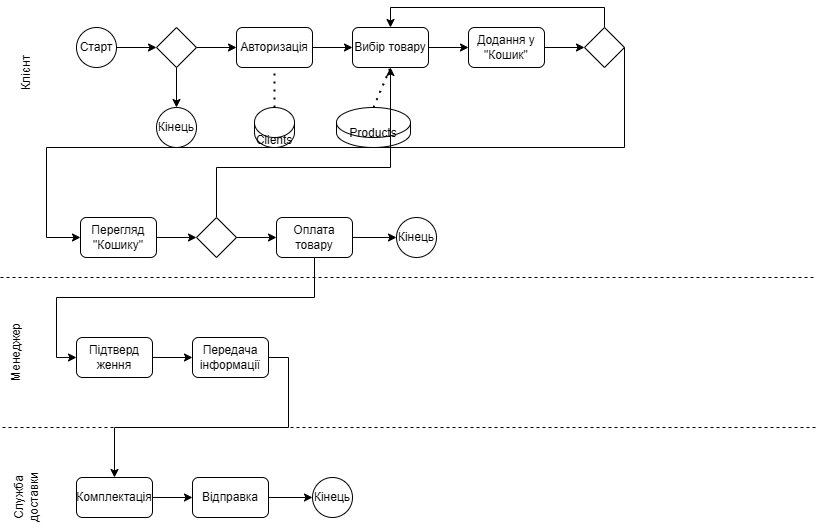 Клієнт
Старт
Авторизація
Вибір товару
Додання у
"Кошик"
Кінець
Clients
Products
Перегляд
"Кошику"
Оплата
товару
Кінець
Менеджер
Підтверд
ження
Передача
інформації
Служба
доставки
Комплектація
Відправка
Кінець